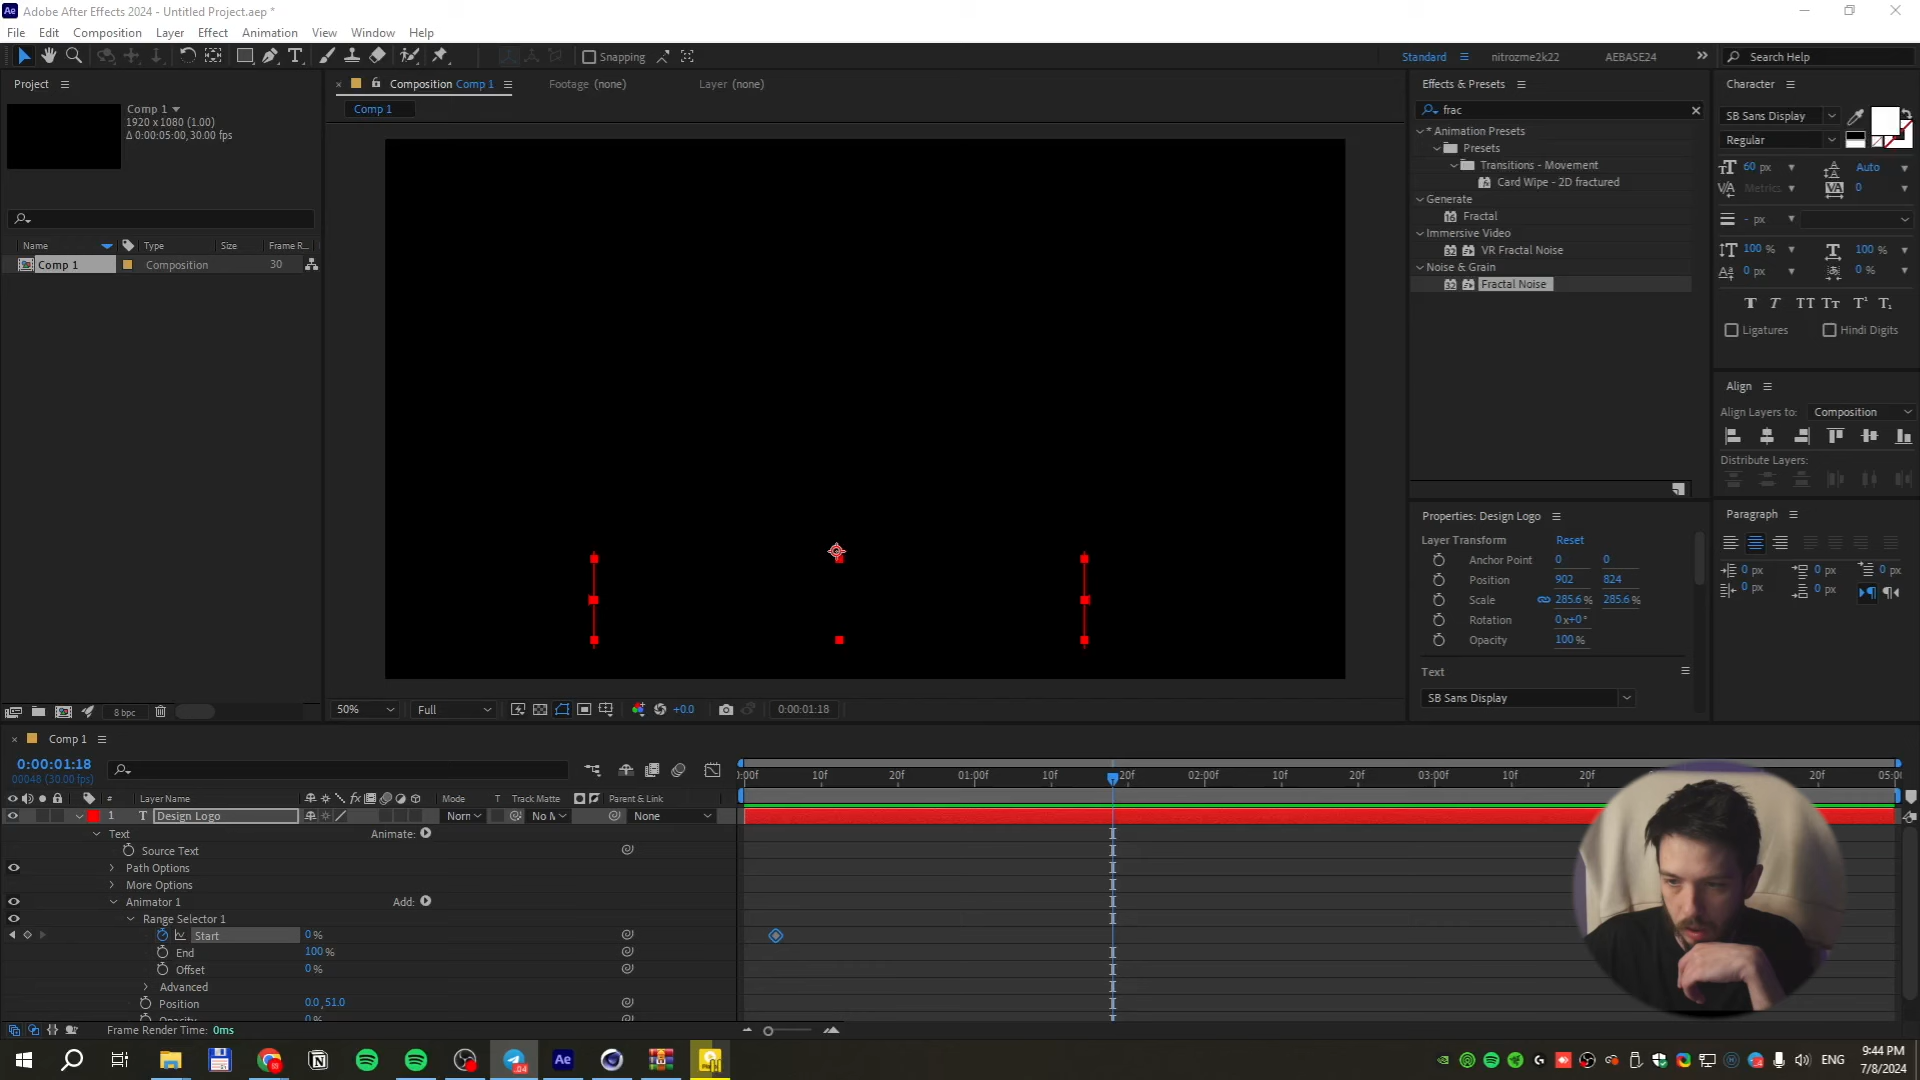 Adobe After Effects 2024 - Untitled Project.aep *
File Edit Composition Layer Effect Animation View Window Help
Snapping
Standard
nitrozme2k22
AEBASE24
Search Help
Project
Comp 1
1920 x 1080 (1.00)
Δ 0:00:05:00, 30.00 fps
Name Type Size Frame R...
Comp 1 Composition 30
8 bpc
Composition Comp 1
Footage (none)
Layer (none)
Comp 1
50%
Full
+0.0
0:00:01:18
Effects & Presets
frac
* Animation Presets
Presets
Transitions - Movement
Card Wipe - 2D fractured
Generate
Fractal
Immersive Video
VR Fractal Noise
Noise & Grain
Fractal Noise
Properties: Design Logo
Layer Transform Reset
Anchor Point 0 0
Position 902 824
Scale 285.6 % 285.6 %
Rotation 0x+0°
Opacity 100 %
Text
SB Sans Display
Character
SB Sans Display
Regular
60 px Auto
Metrics 0
- px
100 % 100 %
0 px 0 %
Ligatures Hindi Digits
Align
Align Layers to: Composition
Distribute Layers:
Paragraph
0 px 0 px 0 px
0 px 0 px
Comp 1
0:00:01:18
00048 (30.00 fps)
# Layer Name Mode T Track Matte Parent & Link
1 T Design Logo Norn No M None
Text Animate:
Source Text
Path Options
More Options
Animator 1 Add:
Range Selector 1
Start 0 %
End 100 %
Offset 0 %
Advanced
Position 0.0 ,51.0
Opacity 0 %
Frame Render Time: 0ms
:00f 10f 20f 01:00f 10f 20f 02:00f 10f 20f 03:00f 10f 20f 20f 05:0
ENG
9:44 PM
7/8/2024